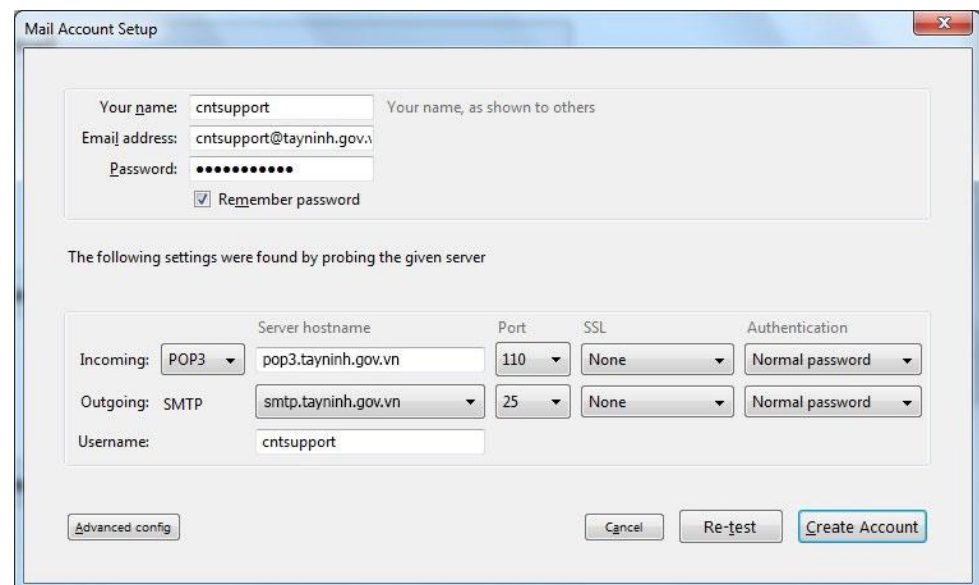 Mail Account Setup
Your name: cntsupport Your name, as shown to others
Email address: cntsupport@tayninh.gov.v
Password: •••••••••••
Remember password
The following settings were found by probing the given server
Server hostname Port SSL Authentication
Incoming: POP3 pop3.tayninh.gov.vn 110 None Normal password
Outgoing: SMTP smtp.tayninh.gov.vn 25 None Normal password
Username: cntsupport
Advanced config Cancel Re-test Create Account